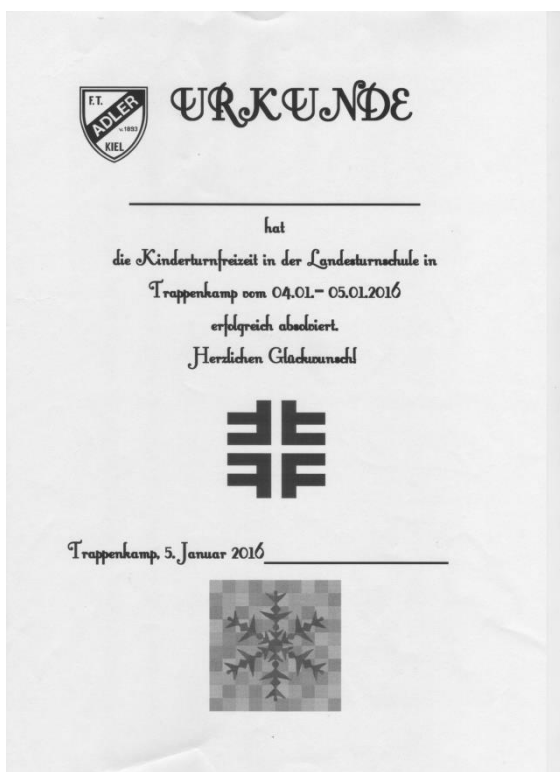 F.T.
ADLER
v. 1893
KIEL
URKUNDE
hat
die Kinderturnfreizeit in der Landesturnschule in
Trappenkamp vom 04.01.- 05.01.2016
erfolgreich absolviert.
Herzlichen Glückwunsch!
Trappenkamp, 5. Januar 2016